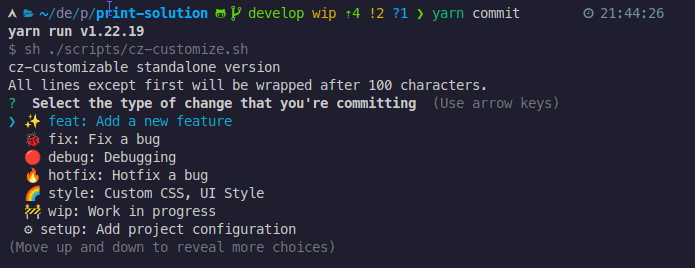 ~/de/p/print-solution develop wip ⇡4 !2 ?1 ❯ yarn commit 21:44:26
yarn run v1.22.19
$ sh ./scripts/cz-customize.sh
cz-customizable standalone version
All lines except first will be wrapped after 100 characters.
? Select the type of change that you're committing (Use arrow keys)
❯ ✨ feat: Add a new feature
🐞 fix: Fix a bug
🔴 debug: Debugging
🔥 hotfix: Hotfix a bug
🌈 style: Custom CSS, UI Style
🚧 wip: Work in progress
⚙ setup: Add project configuration
(Move up and down to reveal more choices)